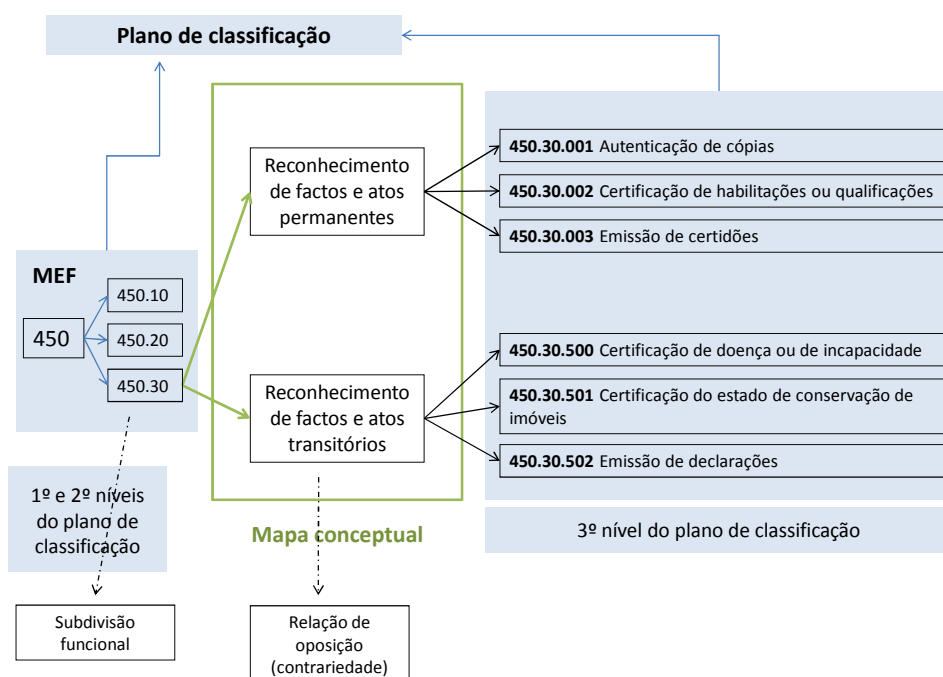 Plano de classificação
MEF
450
450.10
450.20
450.30
1º e 2º níveis
do plano de
classificação
Subdivisão
funcional
Reconhecimento
de factos e atos
permanentes
Reconhecimento
de factos e atos
transitórios
Mapa conceptual
Relação de
oposição
(contrariedade)
450.30.001 Autenticação de cópias
450.30.002 Certificação de habilitações ou qualificações
450.30.003 Emissão de certidões
450.30.500 Certificação de doença ou de incapacidade
450.30.501 Certificação do estado de conservação de
imóveis
450.30.502 Emissão de declarações
3º nível do plano de classificação